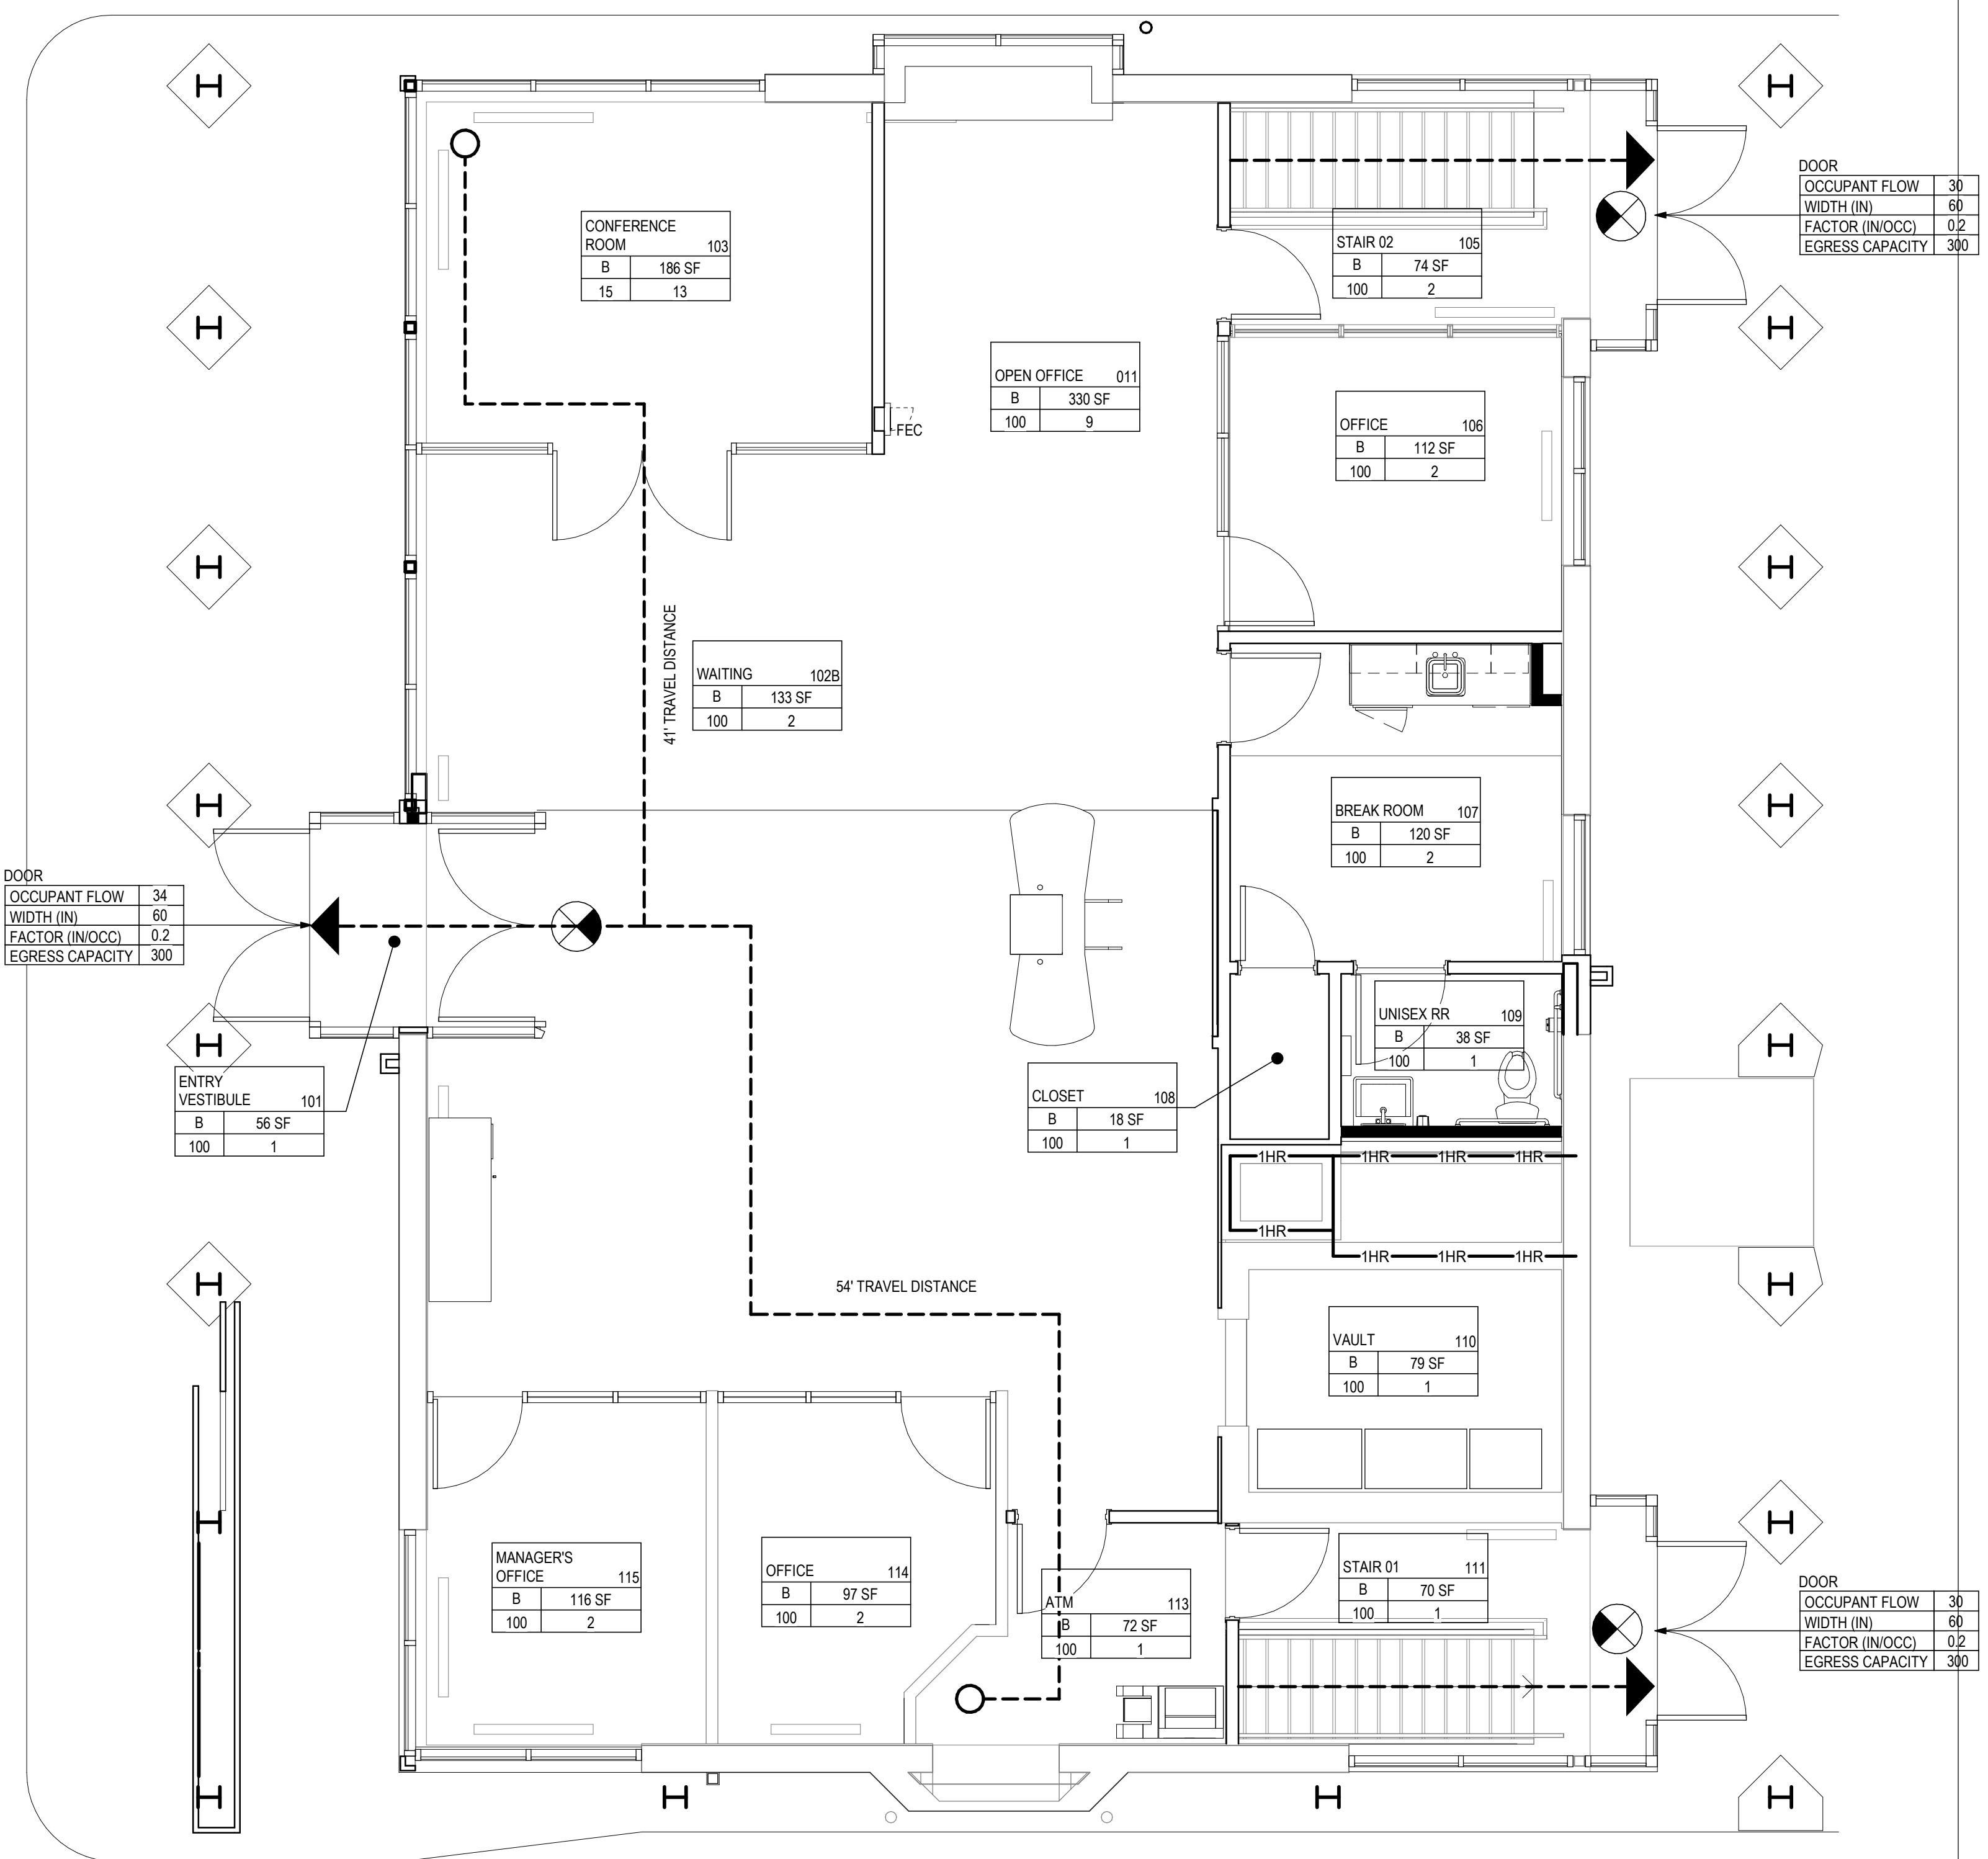 DOOR
OCCUPANT FLOW 30
WIDTH (IN) 60
FACTOR (IN/OCC) 0.2
EGRESS CAPACITY 300
CONFERENCE
ROOM 103
B 186 SF
15 13
STAIR 02 105
B 74 SF
100 2
OPEN OFFICE 011
B 330 SF
100 9
FEC
OFFICE 106
B 112 SF
100 2
41' TRAVEL DISTANCE
WAITING 102B
B 133 SF
100 2
BREAK ROOM 107
B 120 SF
100 2
DOOR
OCCUPANT FLOW 34
WIDTH (IN) 60
FACTOR (IN/OCC) 0.2
EGRESS CAPACITY 300
UNISEX RR 109
B 38 SF
100 1
ENTRY
VESTIBULE 101
B 56 SF
100 1
CLOSET 108
B 18 SF
100 1
1HR 1HR 1HR 1HR
1HR
1HR 1HR 1HR
54' TRAVEL DISTANCE
VAULT 110
B 79 SF
100 1
MANAGER'S
OFFICE 115
B 116 SF
100 2
OFFICE 114
B 97 SF
100 2
ATM 113
B 72 SF
100 1
STAIR 01 111
B 70 SF
100 1
DOOR
OCCUPANT FLOW 30
WIDTH (IN) 60
FACTOR (IN/OCC) 0.2
EGRESS CAPACITY 300